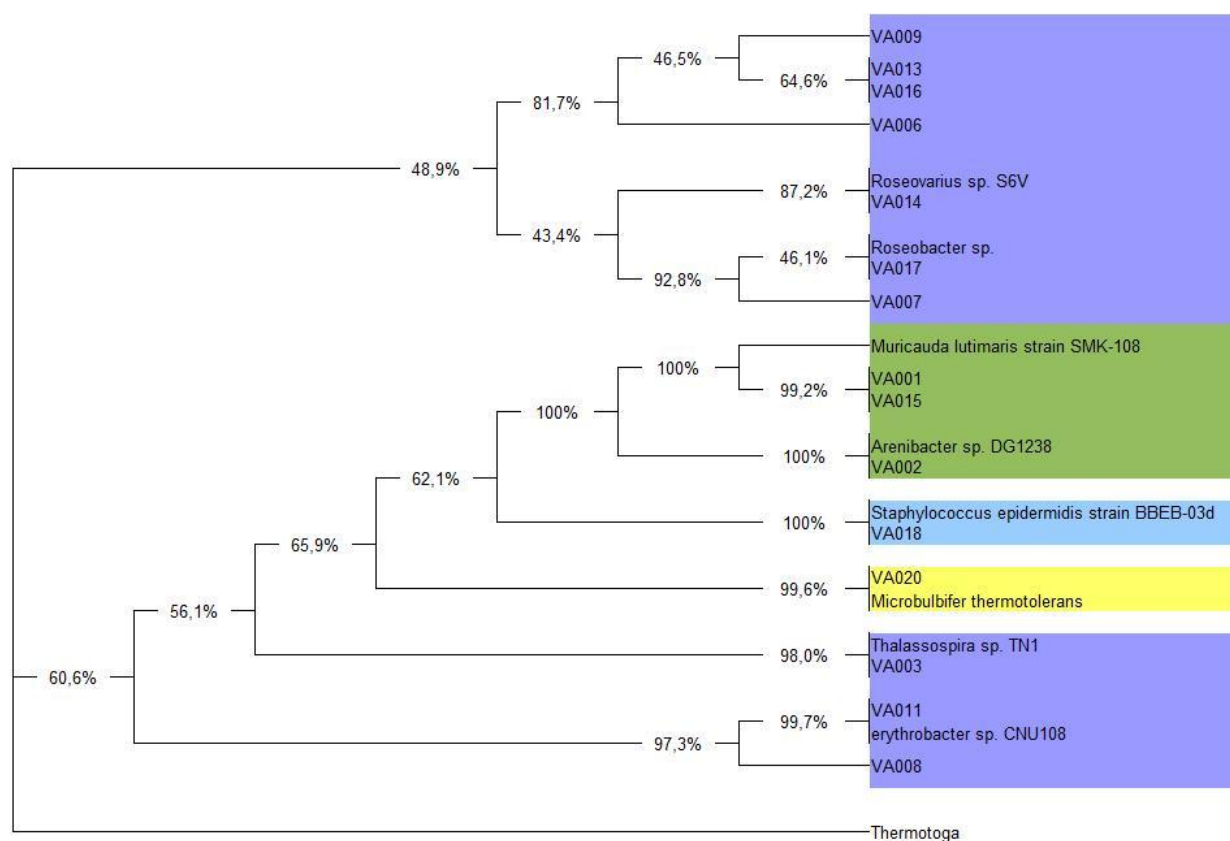 VA009
46,5%
64,6%
VA013
VA016
81,7%
VA006
48,9%
87,2%
Roseovarius sp. S6V
VA014
43,4%
46,1%
Roseobacter sp.
VA017
92,8%
VA007
Muricauda lutimaris strain SMK-108
100%
99,2%
VA001
VA015
100%
100%
Arenibacter sp. DG1238
VA002
62,1%
100%
Staphylococcus epidermidis strain BBEB-03d
VA018
65,9%
99,6%
VA020
Microbulbifer thermotolerans
56,1%
98,0%
Thalassospira sp. TN1
VA003
60,6%
99,7%
VA011
erythrobacter sp. CNU108
97,3%
VA008
Thermotoga